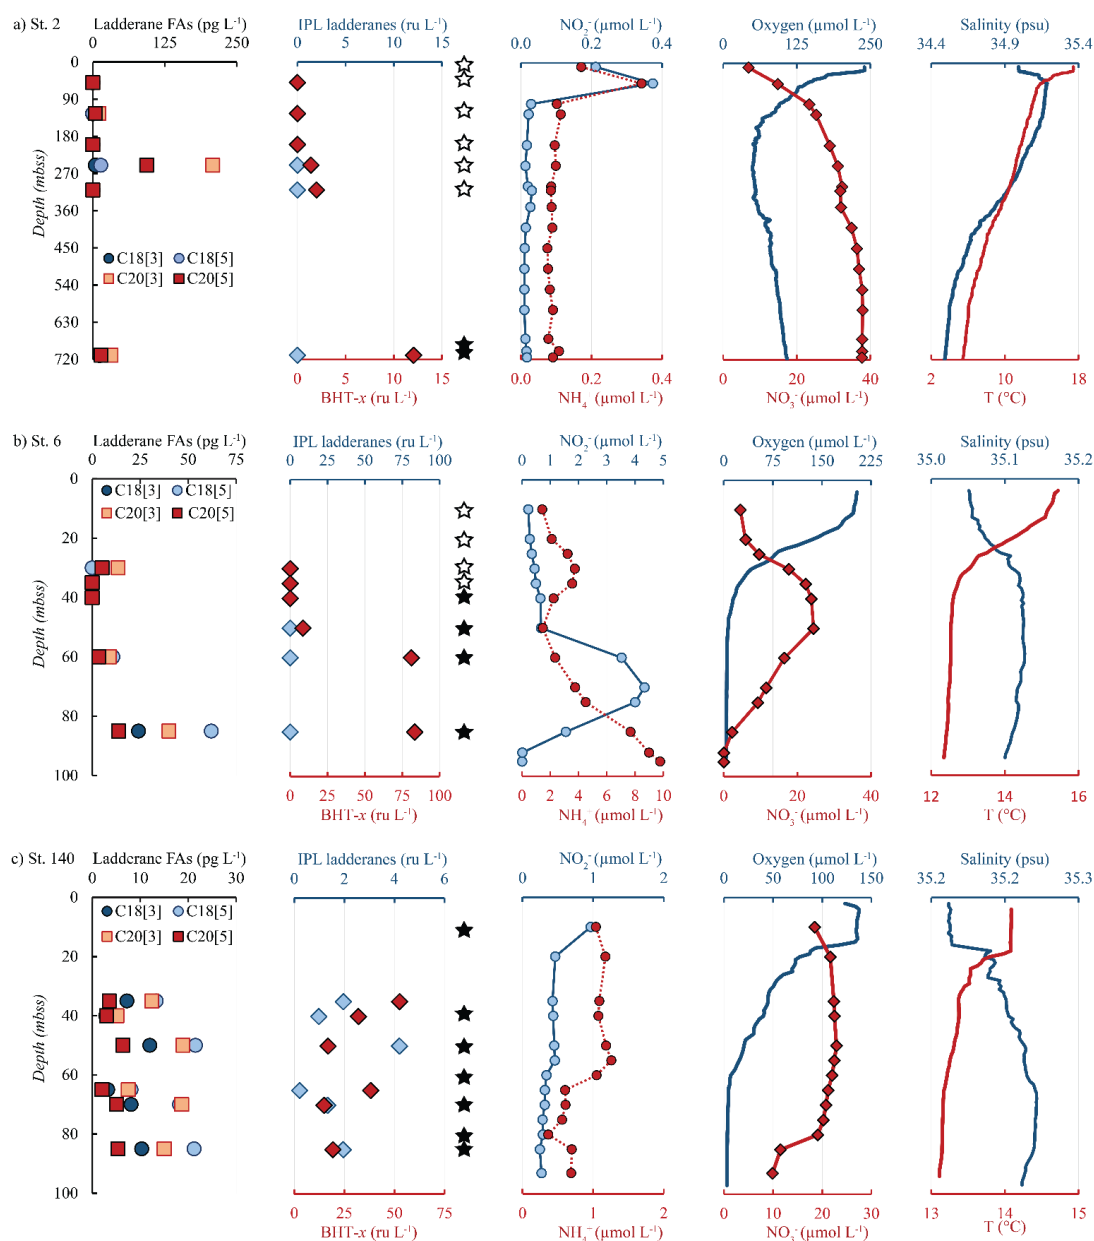 a) St. 2
Ladderane FAs (pg L⁻¹)
IPL ladderanes (ru L⁻¹)
NO₂⁻ (µmol L⁻¹)
Oxygen (µmol L⁻¹)
Salinity (psu)
0 125 250
0 5 10 15
0.0 0.2 0.4
0 125 250
34.4 34.9 35.4
0
90
180
270
360
450
540
630
720
Depth (mbss)
C18[3] C18[5]
C20[3] C20[5]
0 5 10 15
0.0 0.2 0.4
0 20 40
2 10 18
BHT-x (ru L⁻¹)
NH₄ (µmol L⁻¹)
NO₃⁻ (µmol L⁻¹)
T (°C)
b) St. 6
Ladderane FAs (pg L⁻¹)
IPL ladderanes (ru L⁻¹)
NO₂⁻ (µmol L⁻¹)
Oxygen (µmol L⁻¹)
Salinity (psu)
0 25 50 75
0 25 50 75 100
0 1 2 3 4 5
0 75 150 225
35.0 35.1 35.2
0
20
40
60
80
100
Depth (mbss)
C18[3] C18[5]
C20[3] C20[5]
0 25 50 75 100
0 2 4 6 8 10
0 20 40
12 14 16
BHT-x (ru L⁻¹)
NH₄⁻ (µmol L⁻¹)
NO₃⁻ (µmol L⁻¹)
T (°C)
c) St. 140
Ladderane FAs (pg L⁻¹)
IPL ladderanes (ru L⁻¹)
NO₂⁻ (µmol L⁻¹)
Oxygen (µmol L⁻¹)
Salinity (psu)
0 10 20 30
0 2 4 6
0 1 2
0 50 100 150
35.2 35.2 35.3
0
20
40
60
80
100
Depth (mbss)
C18[3] C18[5]
C20[3] C20[5]
0 25 50 75
0 1 2
0 10 20 30
13 14 15
BHT-x (ru L⁻¹)
NH₄⁻ (µmol L⁻¹)
NO₃⁻ (µmol L⁻¹)
T (°C)